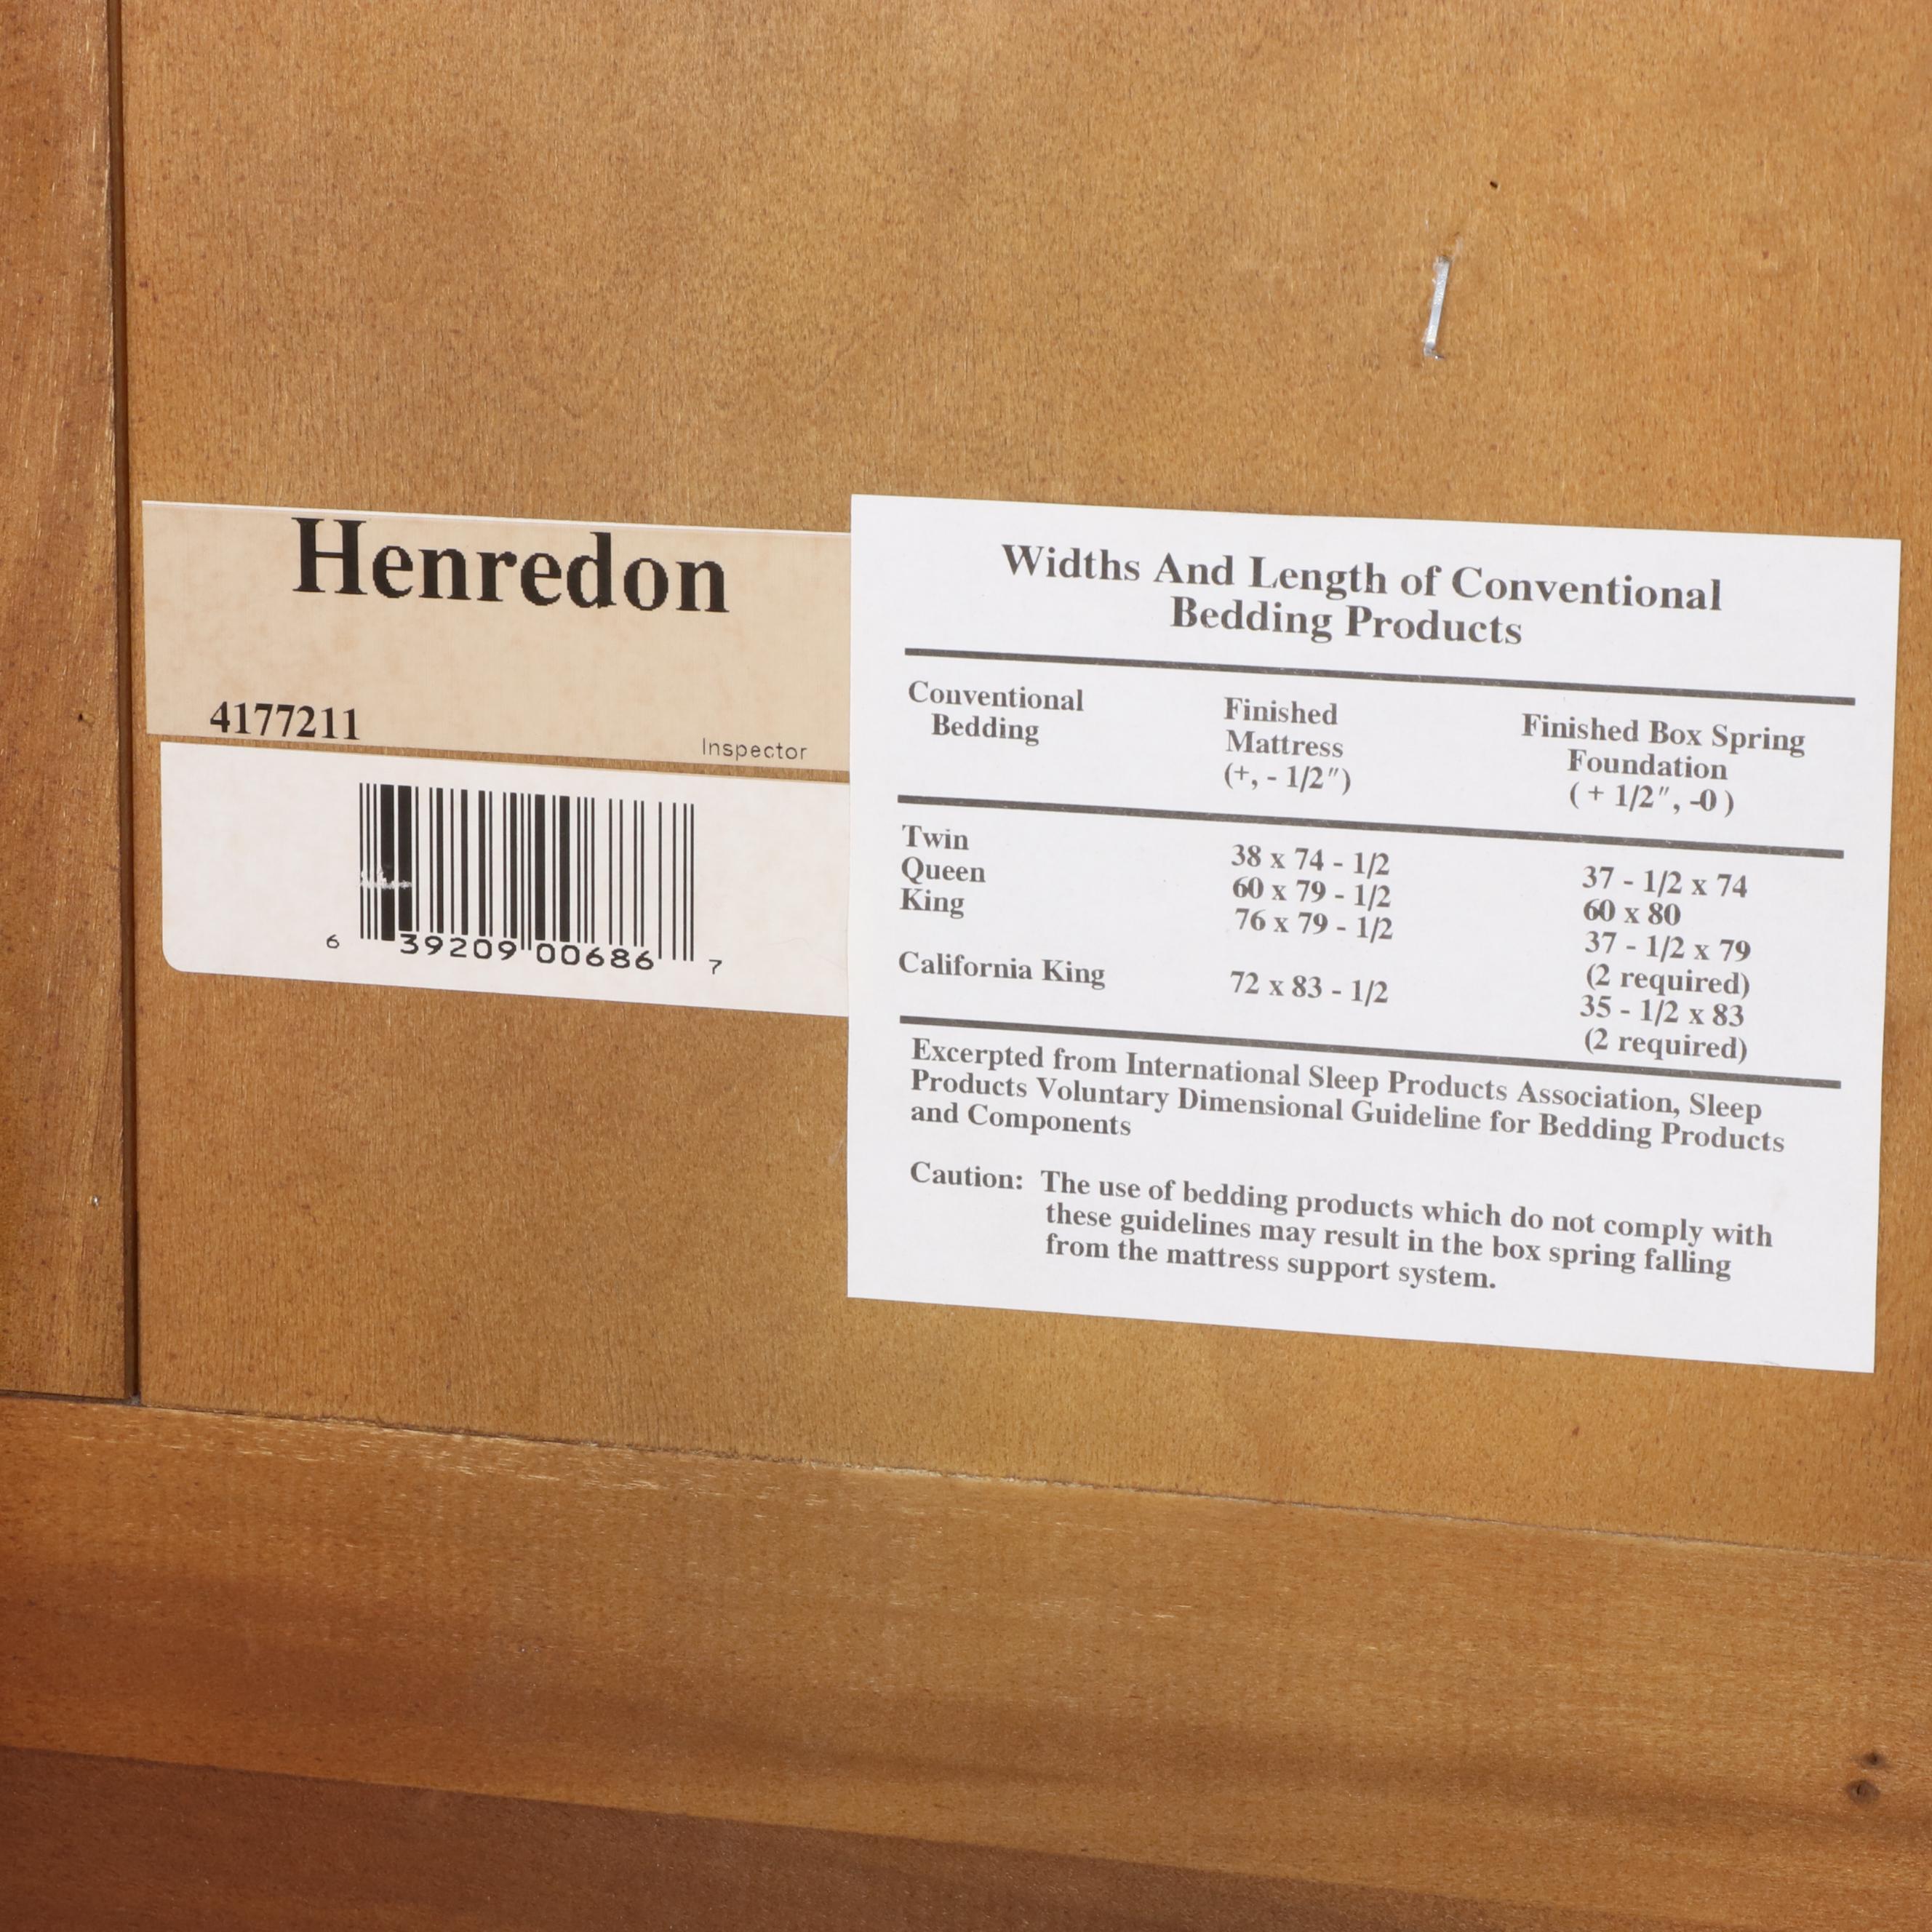 Henredon
4177211
Inspector
6 39209 00686 7
Widths And Length of Conventional
Bedding Products
Conventional
Bedding
Finished
Mattress
(+, - 1/2")
Finished Box Spring
Foundation
( + 1/2", -0 )
Twin 38 x 74 - 1/2 37 - 1/2 x 74
Queen 60 x 79 - 1/2 60 x 80
King 76 x 79 - 1/2 37 - 1/2 x 79
(2 required)
California King 72 x 83 - 1/2 35 - 1/2 x 83
(2 required)
Excerpted from International Sleep Products Association, Sleep
Products Voluntary Dimensional Guideline for Bedding Products
and Components
Caution: The use of bedding products which do not comply with
these guidelines may result in the box spring falling
from the mattress support system.